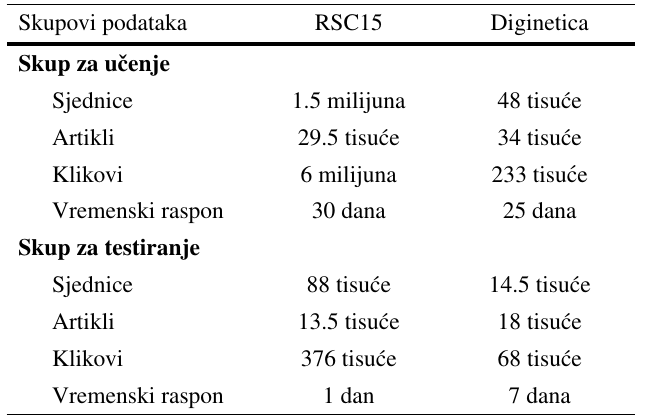 Skupovi podataka RSC15 Diginetica
Skup za učenje
Sjednice 1.5 milijuna 48 tisuće
Artikli 29.5 tisuće 34 tisuće
Klikovi 6 milijuna 233 tisuće
Vremenski raspon 30 dana 25 dana
Skup za testiranje
Sjednice 88 tisuće 14.5 tisuće
Artikli 13.5 tisuće 18 tisuće
Klikovi 376 tisuće 68 tisuće
Vremenski raspon 1 dan 7 dana